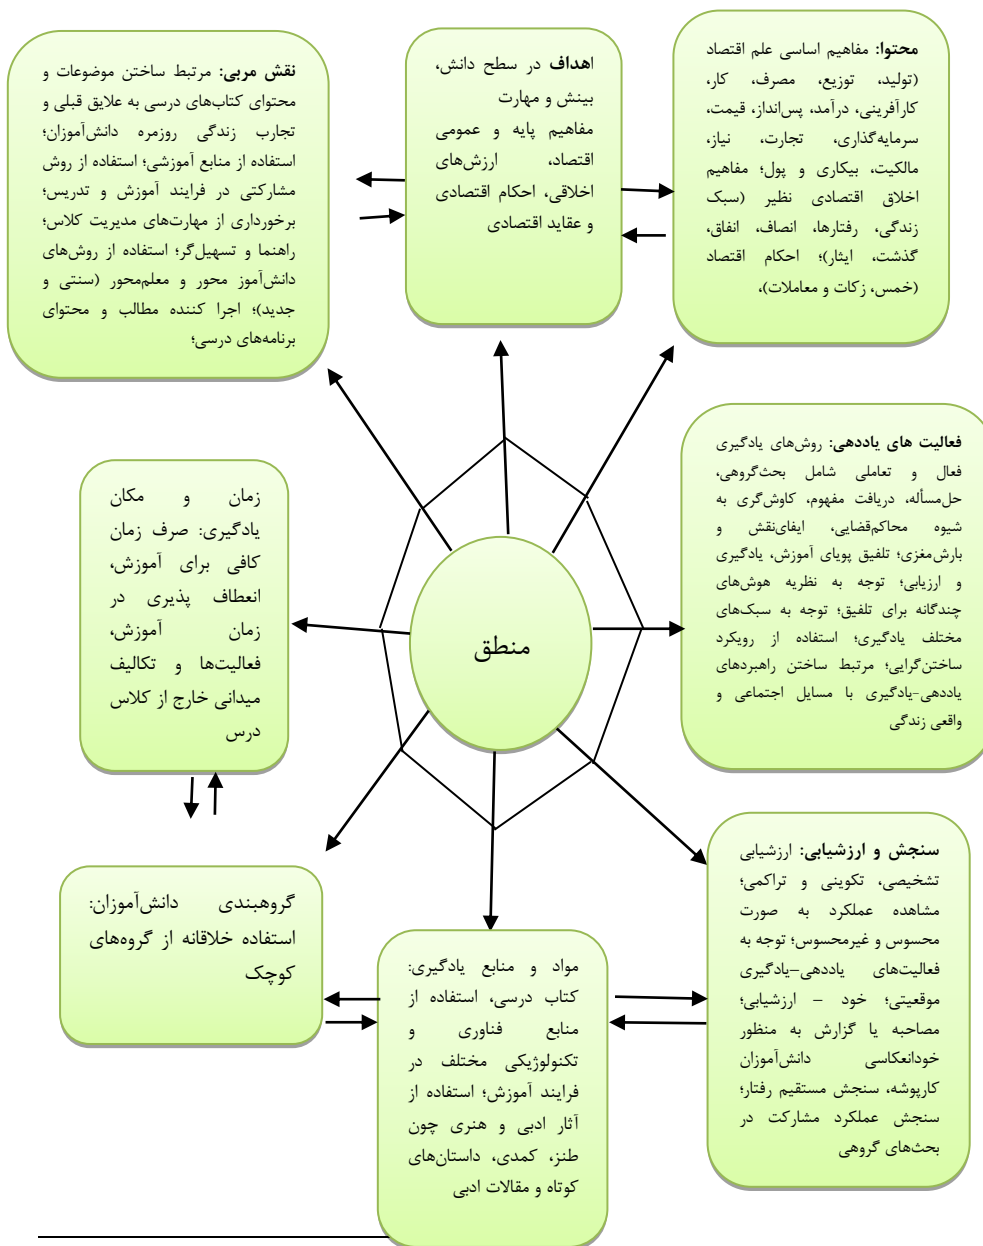 محتوا: مفاهیم اساسی علم اقتصاد
(تولید، توزیع، مصرف، کار،
کارآفرینی، درآمد، پس‌انداز، قیمت،
سرمایه‌گذاری، تجارت، نیاز،
مالکیت، بیکاری و پول؛ مفاهیم
اخلاق اقتصادی نظیر (سبک
زندگی، رفتارها، انصاف، انفاق،
گذشت، ایثار)؛ احکام اقتصاد
(خمس، زکات و معاملات)،
اهداف در سطح دانش،
بینش و مهارت
مفاهیم پایه و عمومی
اقتصاد، ارزش‌های
اخلاقی، احکام اقتصادی
و عقاید اقتصادی
نقش مربی: مرتبط ساختن موضوعات و
محتوای کتاب‌های درسی به علایق قبلی و
تجارب زندگی روزمره دانش‌آموزان؛
استفاده از منابع آموزشی؛ استفاده از روش
مشارکتی در فرایند آموزش و تدریس؛
برخورداری از مهارت‌های مدیریت کلاس؛
راهنما و تسهیل‌گر؛ استفاده از روش‌های
دانش‌آموز محور و معلم‌محور (سنتی و
جدید)؛ اجرا کننده مطالب و محتوای
برنامه‌های درسی؛
فعالیت های یاددهی: روش‌های یادگیری
فعال و تعاملی شامل بحث‌گروهی،
حل‌مسأله، دریافت مفهوم، کاوش‌گری به
شیوه محاکم‌قضایی، ایفای‌نقش و
بارش‌مغزی؛ تلفیق پویای آموزش، یادگیری
و ارزیابی؛ توجه به نظریه هوش‌های
چندگانه برای تلفیق؛ توجه به سبک‌های
مختلف یادگیری؛ استفاده از رویکرد
ساختن‌گرایی؛ مرتبط ساختن راهبردهای
یاددهی-یادگیری با مسایل اجتماعی و
واقعی زندگی
زمان و مکان
یادگیری: صرف زمان
کافی برای آموزش،
انعطاف پذیری در
زمان آموزش،
فعالیت‌ها و تکالیف
میدانی خارج از کلاس
درس
منطق
سنجش و ارزشیابی: ارزشیابی
تشخیصی، تکوینی و تراکمی؛
مشاهده عملکرد به صورت
محسوس و غیرمحسوس؛ توجه به
فعالیت‌های یاددهی–یادگیری
موقعیتی؛ خود – ارزشیابی؛
مصاحبه یا گزارش به منظور
خودانعکاسی دانش‌آموزان
کارپوشه، سنجش مستقیم رفتار؛
سنجش عملکرد مشارکت در
بحث‌های گروهی
گروهبندی دانش‌آموزان:
استفاده خلاقانه از گروه‌های
کوچک
مواد و منابع یادگیری:
کتاب درسی، استفاده از
منابع فناوری و
تکنولوژیکی مختلف در
فرایند آموزش؛ استفاده از
آثار ادبی و هنری چون
طنز، کمدی، داستان‌های
کوتاه و مقالات ادبی